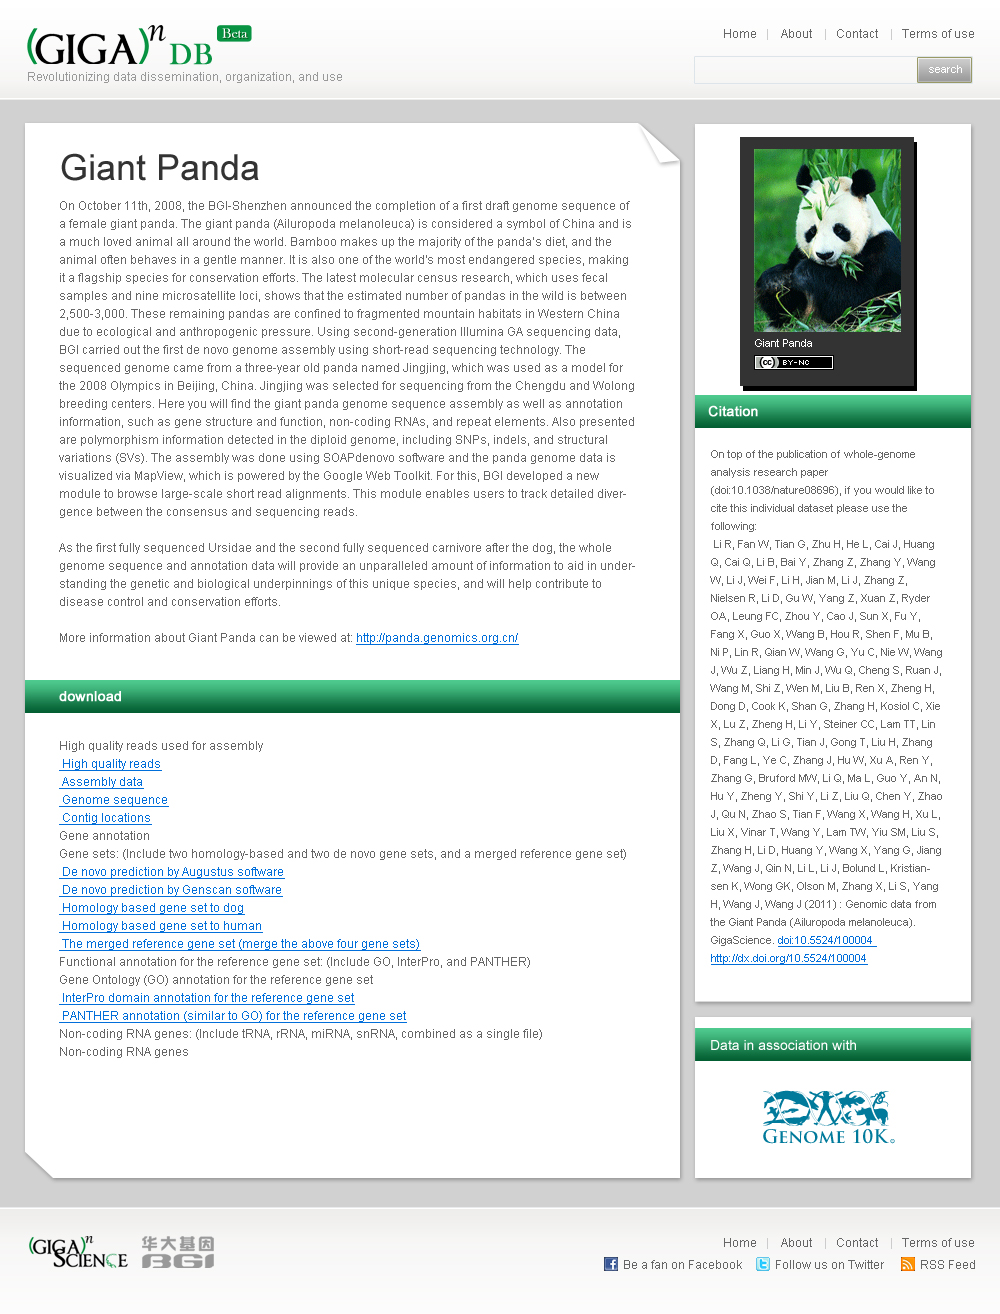 (GIGA)n DB Beta
Revolutionizing data dissemination, organization, and use
Home | About | Contact | Terms of use
search
Giant Panda
On October 11th, 2008, the BGI-Shenzhen announced the completion of a first draft genome sequence of
a female giant panda. The giant panda (Ailuropoda melanoleuca) is considered a symbol of China and is
a much loved animal all around the world. Bamboo makes up the majority of the panda's diet, and the
animal often behaves in a gentle manner. It is also one of the world's most endangered species, making
it a flagship species for conservation efforts. The latest molecular census research, which uses fecal
samples and nine microsatellite loci, shows that the estimated number of pandas in the wild is between
2,500-3,000. These remaining pandas are confined to fragmented mountain habitats in Western China
due to ecological and anthropogenic pressure. Using second-generation Illumina GA sequencing data,
BGI carried out the first de novo genome assembly using short-read sequencing technology. The
sequenced genome came from a three-year old panda named Jingjing, which was used as a model for
the 2008 Olympics in Beijing, China. Jingjing was selected for sequencing from the Chengdu and Wolong
breeding centers. Here you will find the giant panda genome sequence assembly as well as annotation
information, such as gene structure and function, non-coding RNAs, and repeat elements. Also presented
are polymorphism information detected in the diploid genome, including SNPs, indels, and structural
variations (SVs). The assembly was done using SOAPdenovo software and the panda genome data is
visualized via MapView, which is powered by the Google Web Toolkit. For this, BGI developed a new
module to browse large-scale short read alignments. This module enables users to track detailed diver-
gence between the consensus and sequencing reads.
As the first fully sequenced Ursidae and the second fully sequenced carnivore after the dog, the whole
genome sequence and annotation data will provide an unparalleled amount of information to aid in under-
standing the genetic and biological underpinnings of this unique species, and will help contribute to
disease control and conservation efforts.
More information about Giant Panda can be viewed at: http://panda.genomics.org.cn/
download
High quality reads used for assembly
High quality reads
Assembly data
Genome sequence
Contig locations
Gene annotation
Gene sets: (Include two homology-based and two de novo gene sets, and a merged reference gene set)
De novo prediction by Augustus software
De novo prediction by Genscan software
Homology based gene set to dog
Homology based gene set to human
The merged reference gene set (merge the above four gene sets)
Functional annotation for the reference gene set: (Include GO, InterPro, and PANTHER)
Gene Ontology (GO) annotation for the reference gene set
InterPro domain annotation for the reference gene set
PANTHER annotation (similar to GO) for the reference gene set
Non-coding RNA genes: (Include tRNA, rRNA, miRNA, snRNA, combined as a single file)
Non-coding RNA genes
Giant Panda
cc BY-NC
Citation
On top of the publication of whole-genome
analysis research paper
(doi:10.1038/nature08696), if you would like to
cite this individual dataset please use the
following:
Li R, Fan W, Tian G, Zhu H, He L, Cai J, Huang
Q, Cai Q, Li B, Bai Y, Zhang Z, Zhang Y, Wang
W, Li J, Wei F, Li H, Jian M, Li J, Zhang Z,
Nielsen R, Li D, Gu W, Yang Z, Xuan Z, Ryder
OA, Leung FC, Zhou Y, Cao J, Sun X, Fu Y,
Fang X, Guo X, Wang B, Hou R, Shen F, Mu B,
Ni P, Lin R, Qian W, Wang G, Yu C, Nie W, Wang
J, Wu Z, Liang H, Min J, Wu Q, Cheng S, Ruan J,
Wang M, Shi Z, Wen M, Liu B, Ren X, Zheng H,
Dong D, Cook K, Shan G, Zhang H, Kosiol C, Xie
X, Lu Z, Zheng H, Li Y, Steiner CC, Lam TT, Lin
S, Zhang Q, Li G, Tian J, Gong T, Liu H, Zhang
D, Fang L, Ye C, Zhang J, Hu W, Xu A, Ren Y,
Zhang G, Bruford MW, Li Q, Ma L, Guo Y, An N,
Hu Y, Zheng Y, Shi Y, Li Z, Liu Q, Chen Y, Zhao
J, Qu N, Zhao S, Tian F, Wang X, Wang H, Xu L,
Liu X, Vinar T, Wang Y, Lam TW, Yiu SM, Liu S,
Zhang H, Li D, Huang Y, Wang X, Yang G, Jiang
Z, Wang J, Qin N, Li L, Li J, Bolund L, Kristian-
sen K, Wong GK, Olson M, Zhang X, Li S, Yang
H, Wang J, Wang J (2011) : Genomic data from
the Giant Panda (Ailuropoda melanoleuca).
GigaScience. doi:10.5524/100004
http://dx.doi.org/10.5524/100004
Data in association with
GENOME 10K
(GIGA)n SCIENCE
华大基因
BGI
Home | About | Contact | Terms of use
Be a fan on Facebook Follow us on Twitter RSS Feed